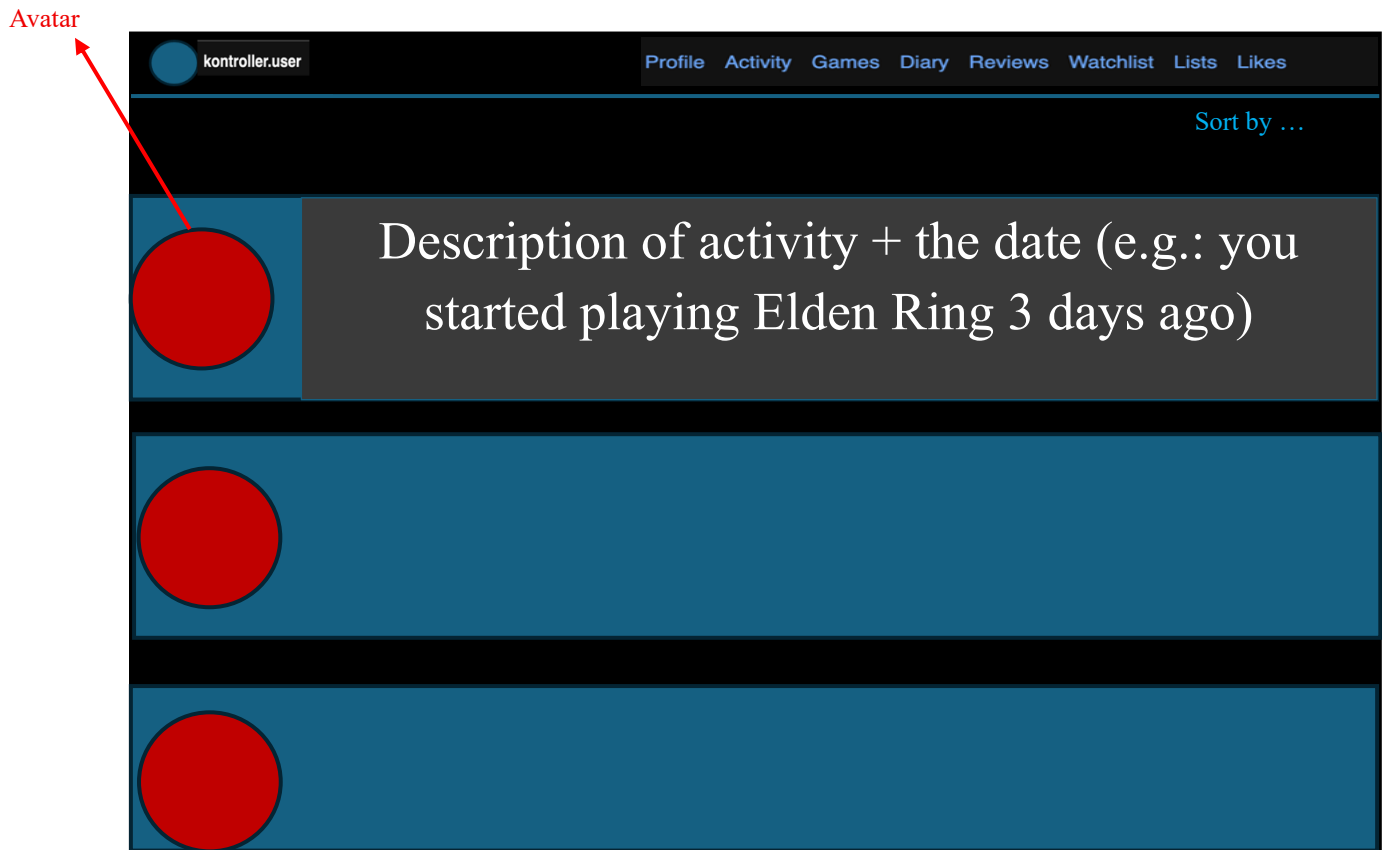 Avatar
kontroller.user
Profile Activity Games Diary Reviews Watchlist Lists Likes
Sort by …
Description of activity + the date (e.g.: you
started playing Elden Ring 3 days ago)